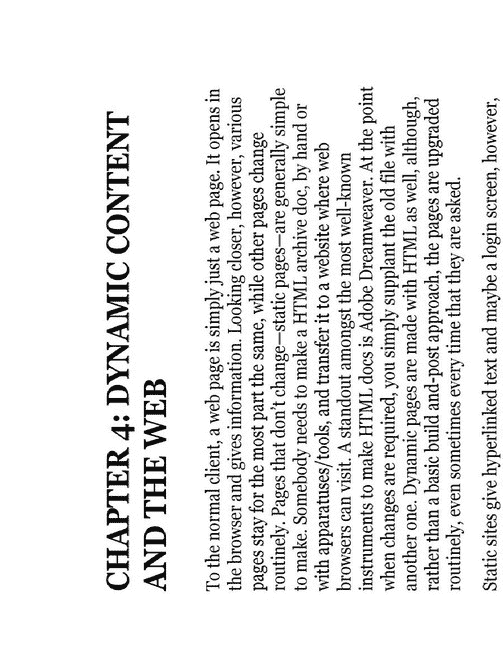 CHAPTER 4: DYNAMIC CONTENT
AND THE WEB
To the normal client, a web page is simply just a web page. It opens in
the browser and gives information. Looking closer, however, various
pages stay for the most part the same, while other pages change
routinely. Pages that don't change—static pages—are generally simple
to make. Somebody needs to make a HTML archive doc, by hand or
with apparatuses/tools, and transfer it to a website where web
browsers can visit. A standout amongst the most well-known
instruments to make HTML docs is Adobe Dreamweaver. At the point
when changes are required, you simply supplant the old file with
another one. Dynamic pages are made with HTML as well, although,
rather than a basic build and-post approach, the pages are upgraded
routinely, even sometimes every time that they are asked.
Static sites give hyperlinked text and maybe a login screen, however,